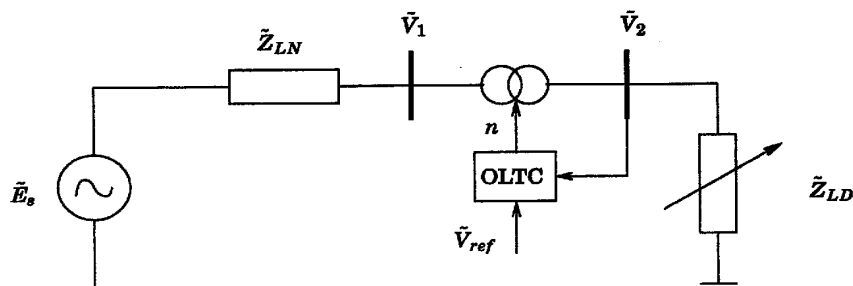 Z̃_LN
Ṽ_1
Ṽ_2
n
OLTC
Ẽ_s
Z̃_LD
Ṽ_ref